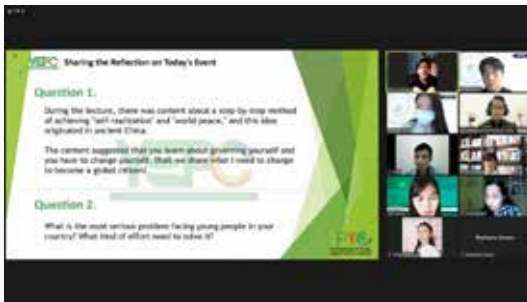 YEPC Sharing the Reflection on Today's Event
Question 1.
During the lecture, there was content about a step-by-step method
of achieving 'self-realization' and 'world peace,' and this idea
originated in ancient China.
The content suggested that you learn about governing yourself and
you have to change yourself. Shall we share what I need to change
to become a global citizen?
Question 2.
What is the most serious problem facing young people in your
country? What kind of effort need to solve it?